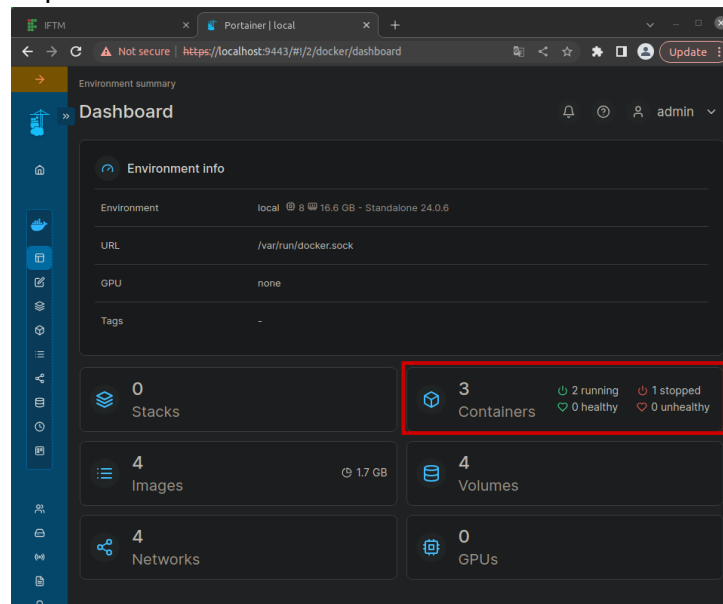 IFTM
Portainer | local
Not secure | https://localhost:9443/#!/2/docker/dashboard
Update
Environment summary
Dashboard
admin
Environment info
Environment local 8 16.6 GB - Standalone 24.0.6
URL /var/run/docker.sock
GPU none
Tags -
0
Stacks
3
Containers
2 running 1 stopped
0 healthy 0 unhealthy
4
Images
1.7 GB
4
Volumes
4
Networks
0
GPUs